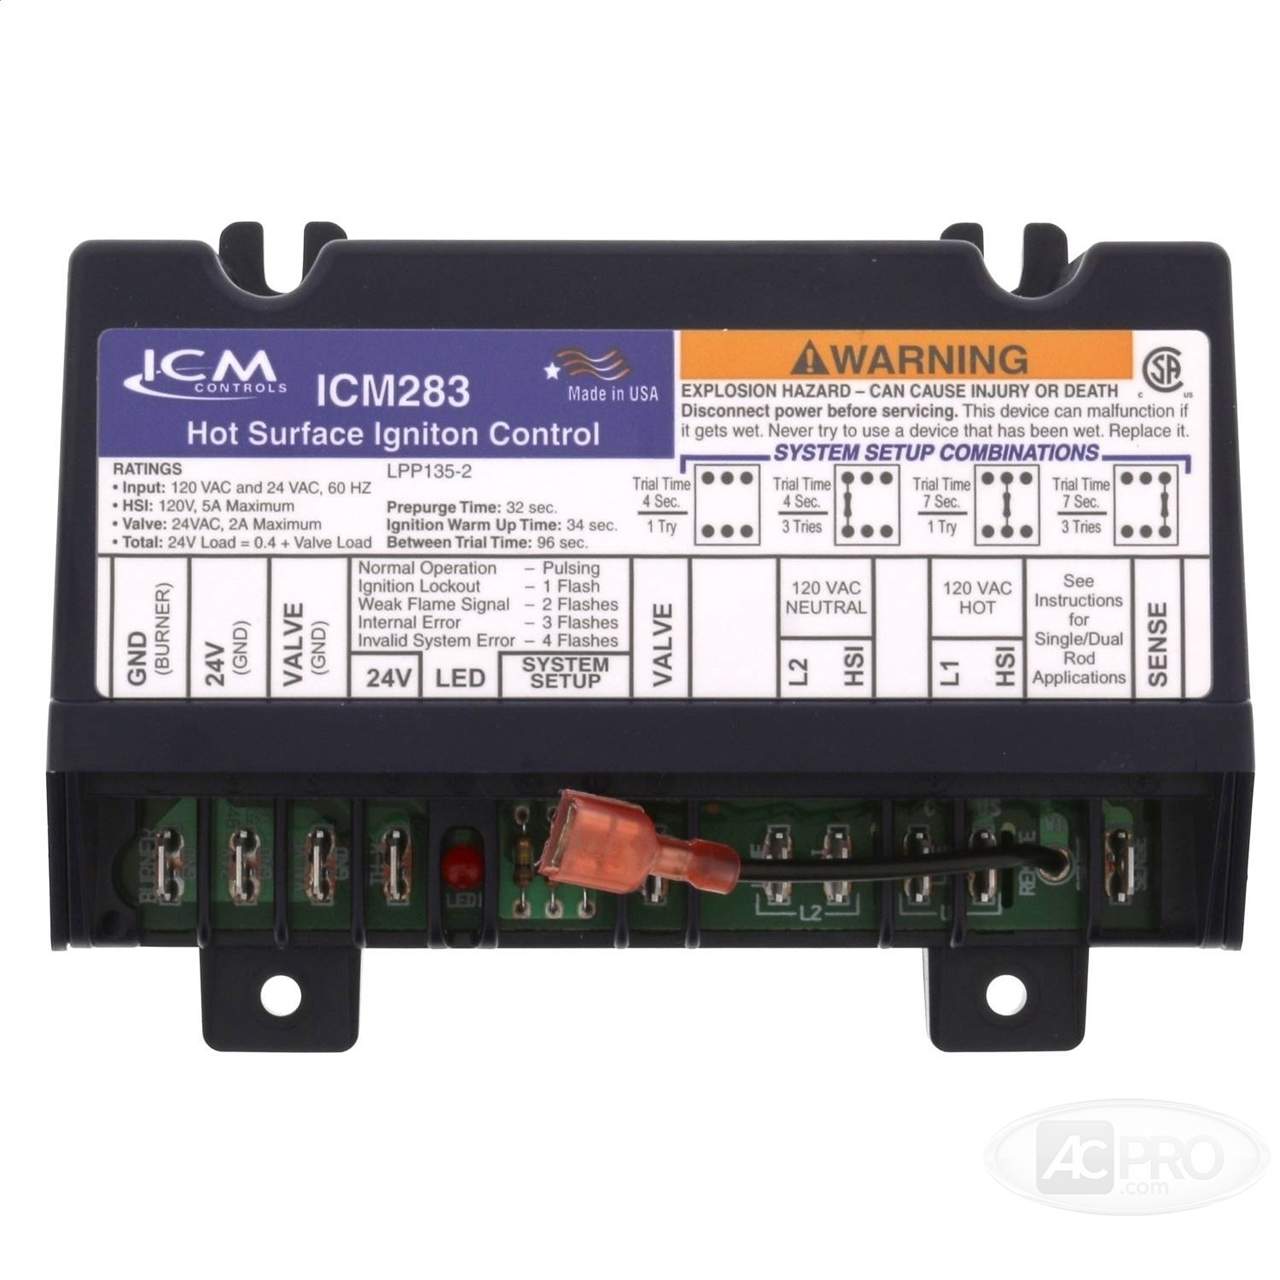 ICM
CONTROLS
ICM283
Made in USA
Hot Surface Igniton Control
WARNING
EXPLOSION HAZARD – CAN CAUSE INJURY OR DEATH
Disconnect power before servicing. This device can malfunction if
it gets wet. Never try to use a device that has been wet. Replace it.
C
US
RATINGS
• Input: 120 VAC and 24 VAC, 60 HZ
• HSI: 120V, 5A Maximum
• Valve: 24VAC, 2A Maximum
• Total: 24V Load = 0.4 + Valve Load
LPP135-2
Prepurge Time: 32 sec.
Ignition Warm Up Time: 34 sec.
Between Trial Time: 96 sec.
SYSTEM SETUP COMBINATIONS
Trial Time
4 Sec.
1 Try
Trial Time
4 Sec.
3 Tries
Trial Time
7 Sec.
1 Try
Trial Time
7 Sec.
3 Tries
GND
(BURNER)
24V
(GND)
VALVE
(GND)
Normal Operation – Pulsing
Ignition Lockout – 1 Flash
Weak Flame Signal – 2 Flashes
Internal Error – 3 Flashes
Invalid System Error – 4 Flashes
24V
LED
SYSTEM
SETUP
VALVE
120 VAC
NEUTRAL
L2
HSI
120 VAC
HOT
L1
HSI
See
Instructions
for
Single/Dual
Rod
Applications
SENSE
BURNER
GND
GND
LED1
L2
SENSE
ACPRO
.com